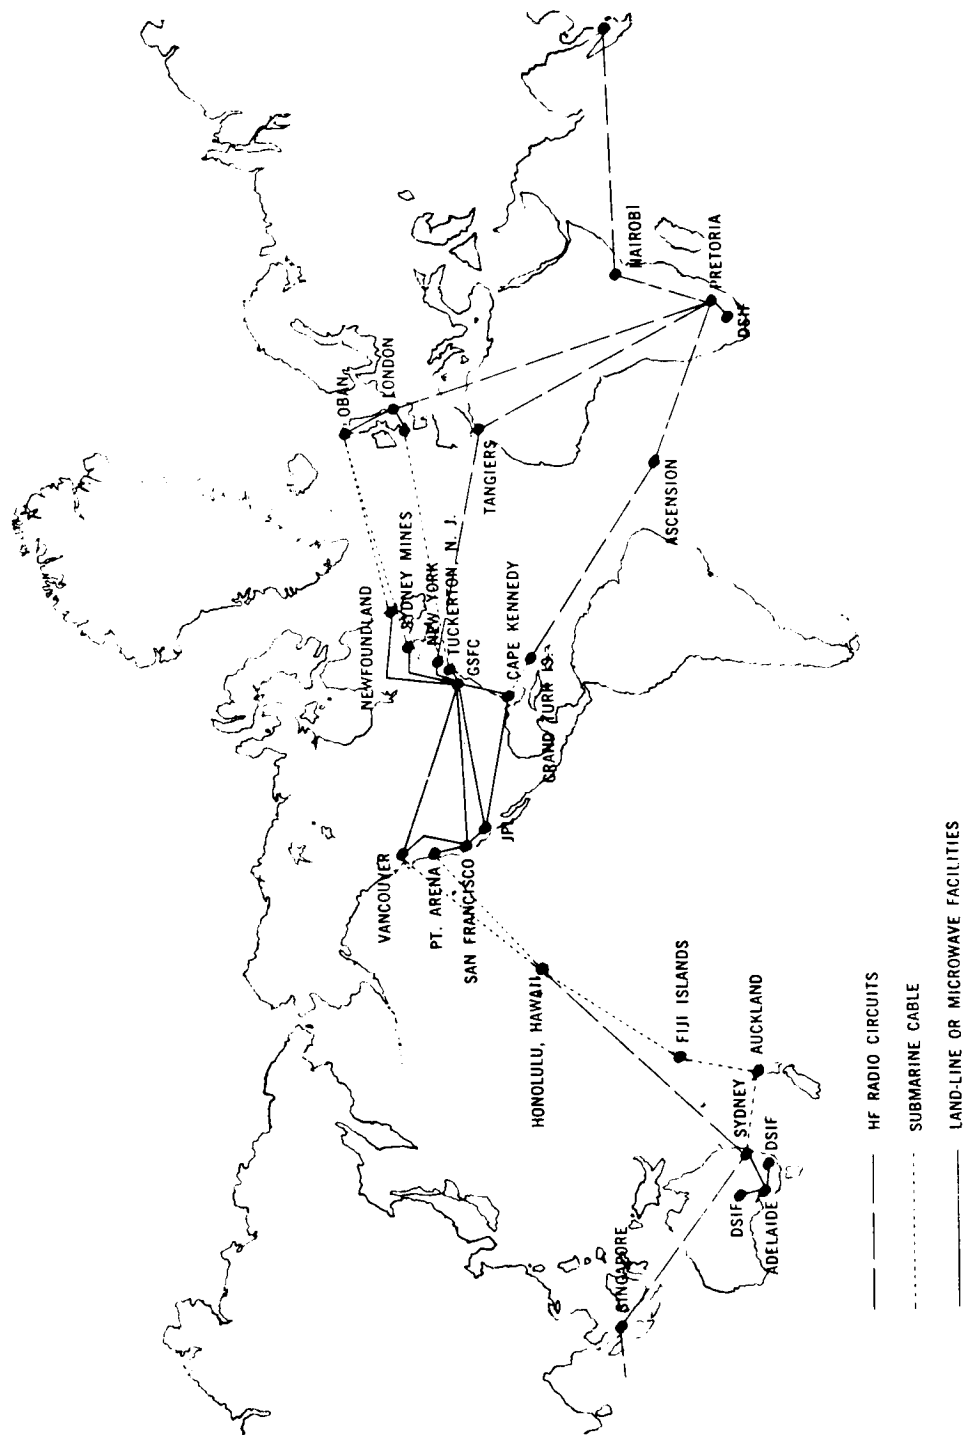 OBAN
LONDON
NEWFOUNDLAND
SYDNEY MINES
NEW YORK
TUCKERTON, N. J.
GSFC
CAPE KENNEDY
GRAND TURK IS.
TANGIERS
ASCENSION
NAIROBI
PRETORIA
DSIF
VANCOUVER
PT. ARENA
SAN FRANCISCO
JPL
HONOLULU, HAWAII
FIJI ISLANDS
AUCKLAND
SYDNEY
DSIF
DSIF
ADELAIDE
SINGAPORE
HF RADIO CIRCUITS
SUBMARINE CABLE
LAND-LINE OR MICROWAVE FACILITIES